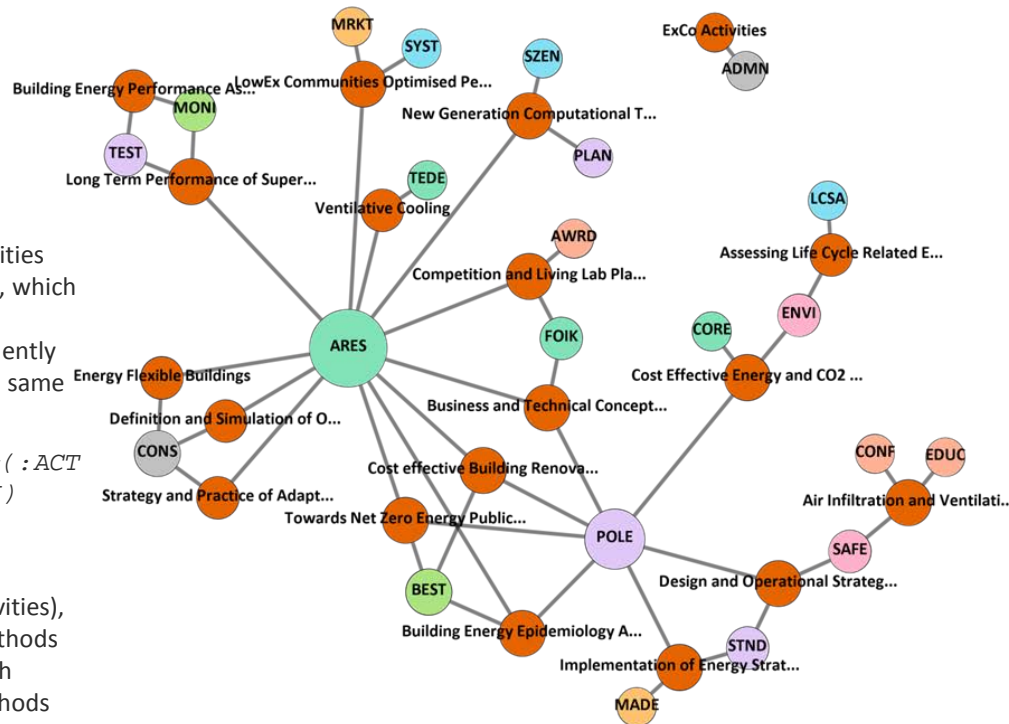 MRKT
SYST
ExCo Activities
ADMN
SZEN
Building Energy Performance As...
LowEx Communities Optimised Pe...
MONI
New Generation Computational T...
TEST
PLAN
Long Term Performance of Super...
TEDE
Ventilative Cooling
LCSA
AWRD
Assessing Life Cycle Related E...
Competition and Living Lab Pla...
ities
, which
ENVI
CORE
FOIK
ARES
ently
same
Energy Flexible Buildings
Cost Effective Energy and CO2 ...
Business and Technical Concept...
Definition and Simulation of O...
CONS
CONF
EDUC
(:ACT
Cost effective Building Renova...
Strategy and Practice of Adapt...
Air Infiltration and Ventilati..
)
Towards Net Zero Energy Public...
POLE
SAFE
Design and Operational Strateg...
BEST
vities),
Building Energy Epidemiology A...
thods
STND
Implementation of Energy Strat...
h
MADE
hods